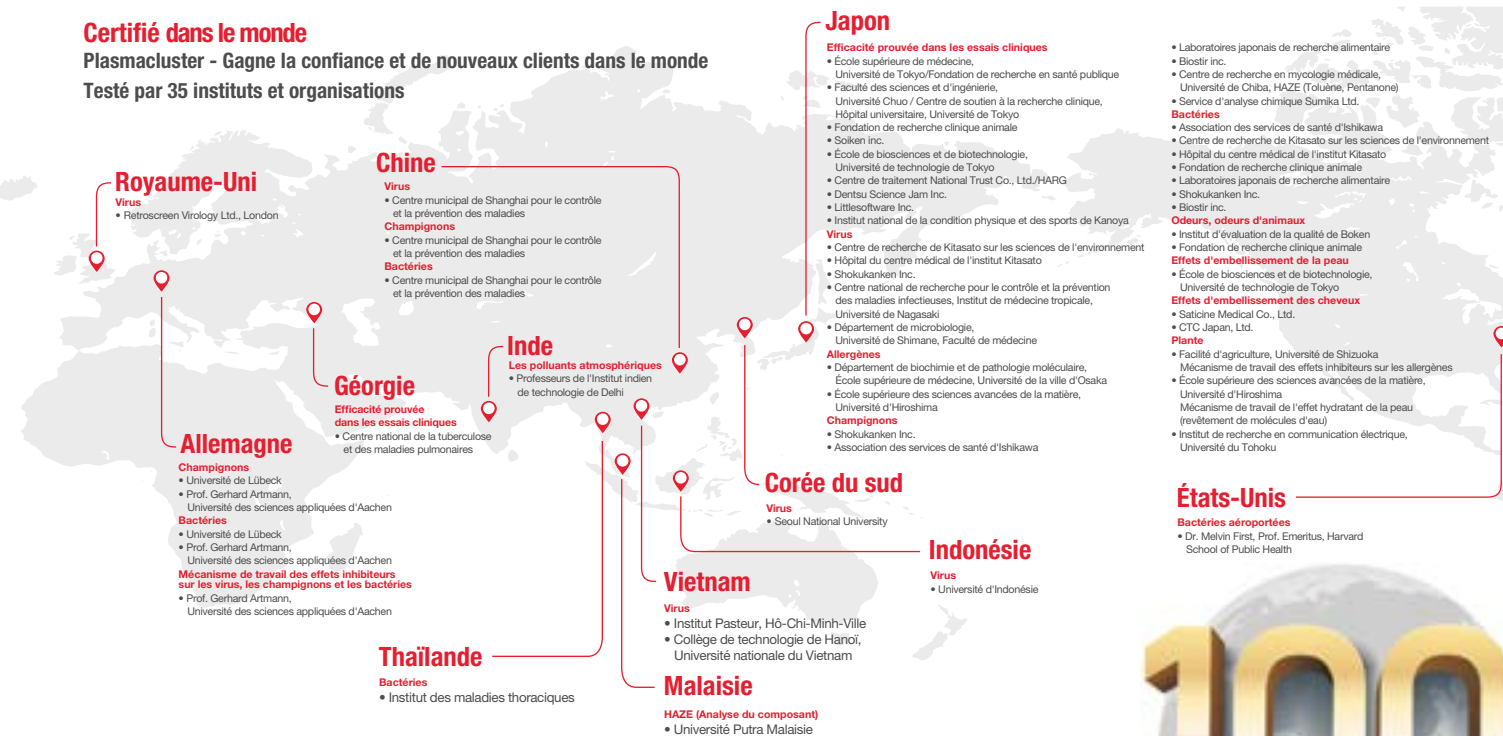 Certifié dans le monde
Plasmacluster - Gagne la confiance et de nouveaux clients dans le monde
Testé par 35 instituts et organisations
Royaume-Uni
Virus
• Retroscreen Virology Ltd., London
Chine
Virus
• Centre municipal de Shanghai pour le contrôle
et la prévention des maladies
Champignons
• Centre municipal de Shanghai pour le contrôle
et la prévention des maladies
Bactéries
• Centre municipal de Shanghai pour le contrôle
et la prévention des maladies
Inde
Les polluants atmosphériques
• Professeurs de l'Institut indien
de technologie de Delhi
Géorgie
Efficacité prouvée
dans les essais cliniques
• Centre national de la tuberculose
et des maladies pulmonaires
Allemagne
Champignons
• Université de Lübeck
• Prof. Gerhard Artmann,
Université des sciences appliquées d'Aachen
Bactéries
• Université de Lübeck
• Prof. Gerhard Artmann,
Université des sciences appliquées d'Aachen
Mécanisme de travail des effets inhibiteurs
sur les virus, les champignons et les bactéries
• Prof. Gerhard Artmann,
Université des sciences appliquées d'Aachen
Thaïlande
Bactéries
• Institut des maladies thoraciques
Vietnam
Virus
• Institut Pasteur, Hô-Chi-Minh-Ville
• Collège de technologie de Hanoï,
Université nationale du Vietnam
Malaisie
HAZE (Analyse du composant)
• Université Putra Malaisie
Corée du sud
Virus
• Seoul National University
Indonésie
Virus
• Université d'Indonésie
Japon
Efficacité prouvée dans les essais cliniques
• École supérieure de médecine,
Université de Tokyo/Fondation de recherche en santé publique
• Faculté des sciences et d'ingénierie,
Université Chuo / Centre de soutien à la recherche clinique,
Hôpital universitaire, Université de Tokyo
• Fondation de recherche clinique animale
• Soiken inc.
• École de biosciences et de biotechnologie,
Université de technologie de Tokyo
• Centre de traitement National Trust Co., Ltd./HARG
• Dentsu Science Jam Inc.
• Littlesoftware Inc.
• Institut national de la condition physique et des sports de Kanoya
Virus
• Centre de recherche de Kitasato sur les sciences de l'environnement
• Hôpital du centre médical de l'institut Kitasato
• Shokukanken Inc.
• Centre national de recherche pour le contrôle et la prévention
des maladies infectieuses, Institut de médecine tropicale,
Université de Nagasaki
• Département de microbiologie,
Université de Shimane, Faculté de médecine
Allergènes
• Département de biochimie et de pathologie moléculaire,
École supérieure de médecine, Université de la ville d'Osaka
• École supérieure des sciences avancées de la matière,
Université d'Hiroshima
Champignons
• Shokukanken Inc.
• Association des services de santé d'Ishikawa
• Laboratoires japonais de recherche alimentaire
• Biostir inc.
• Centre de recherche en mycologie médicale,
Université de Chiba, HAZE (Toluène, Pentanone)
• Service d'analyse chimique Sumika Ltd.
Bactéries
• Association des services de santé d'Ishikawa
• Centre de recherche de Kitasato sur les sciences de l'environnement
• Hôpital du centre médical de l'institut Kitasato
• Fondation de recherche clinique animale
• Laboratoires japonais de recherche alimentaire
• Shokukanken Inc.
• Biostir inc.
Odeurs, odeurs d'animaux
• Institut d'évaluation de la qualité de Boken
• Fondation de recherche clinique animale
Effets d'embellissement de la peau
• École de biosciences et de biotechnologie,
Université de technologie de Tokyo
Effets d'embellissement des cheveux
• Saticine Medical Co., Ltd.
• CTC Japan, Ltd.
Plante
• Facilité d'agriculture, Université de Shizuoka
Mécanisme de travail des effets inhibiteurs sur les allergènes
• École supérieure des sciences avancées de la matière,
Université d'Hiroshima
Mécanisme de travail de l'effet hydratant de la peau
(revêtement de molécules d'eau)
• Institut de recherche en communication électrique,
Université du Tohoku
États-Unis
Bactéries aéroportées
• Dr. Melvin First, Prof. Emeritus, Harvard
School of Public Health
100